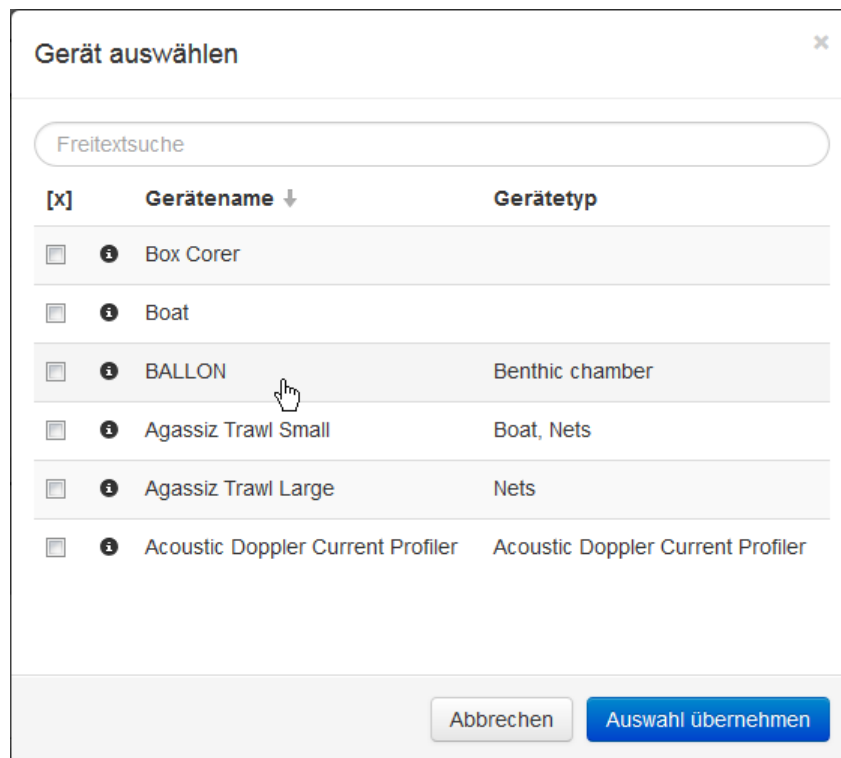 Gerät auswählen ×
Freitextsuche
[x] Gerätename Gerätetyp
Box Corer
Boat
BALLON Benthic chamber
Agassiz Trawl Small Boat, Nets
Agassiz Trawl Large Nets
Acoustic Doppler Current Profiler Acoustic Doppler Current Profiler
Abbrechen Auswahl übernehmen